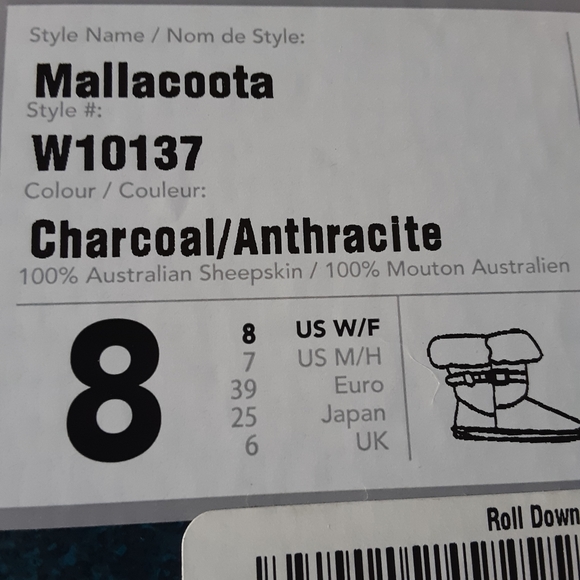 Style Name / Nom de Style:
Mallacoota
Style #:
W10137
Colour / Couleur:
Charcoal/Anthracite
100% Australian Sheepskin / 100% Mouton Australien
8
8 US W/F
7 US M/H
39 Euro
25 Japan
6 UK
Roll Down